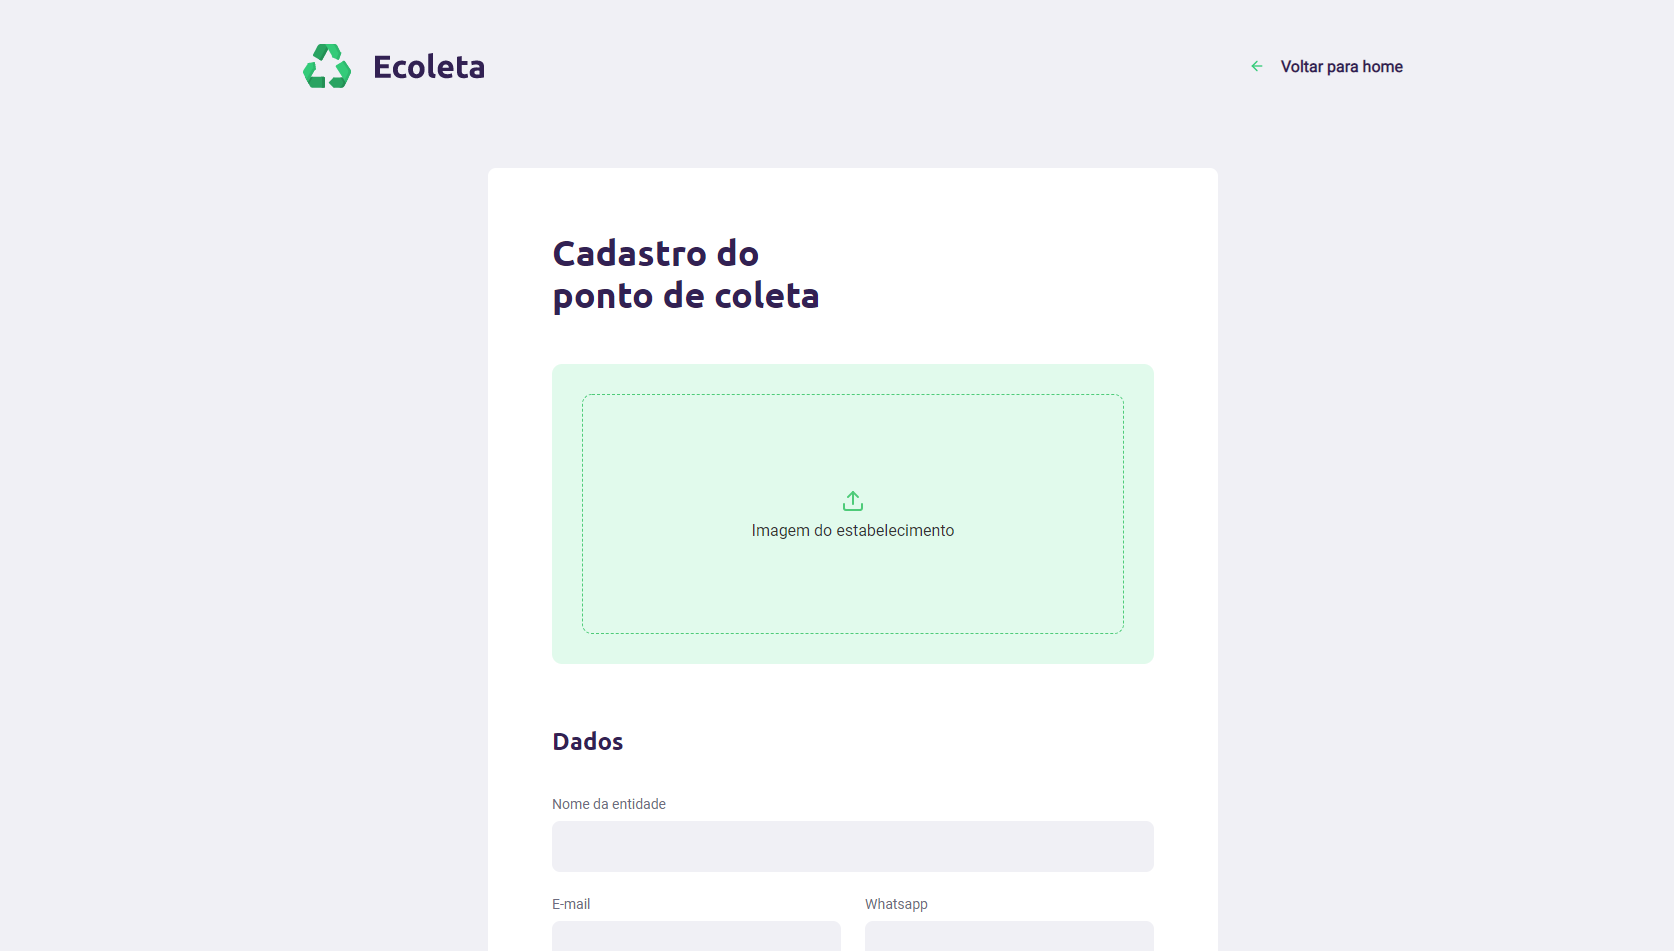 Ecoleta
Voltar para home
Cadastro do
ponto de coleta
Imagem do estabelecimento
Dados
Nome da entidade
E-mail
Whatsapp